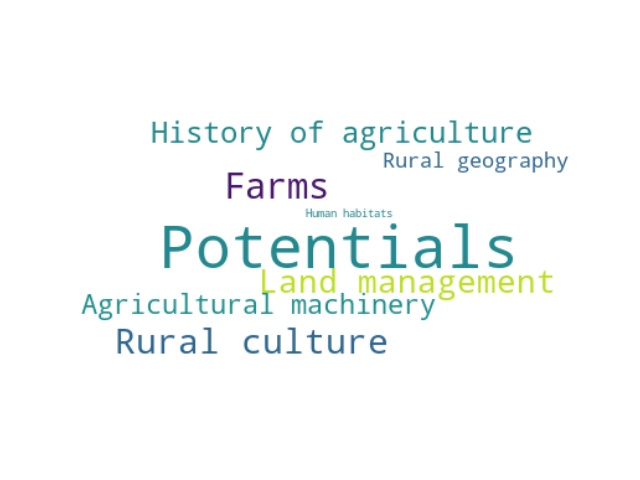 History of agriculture
Rural geography
Farms
Human habitats
Potentials
Land management
Agricultural machinery
Rural culture